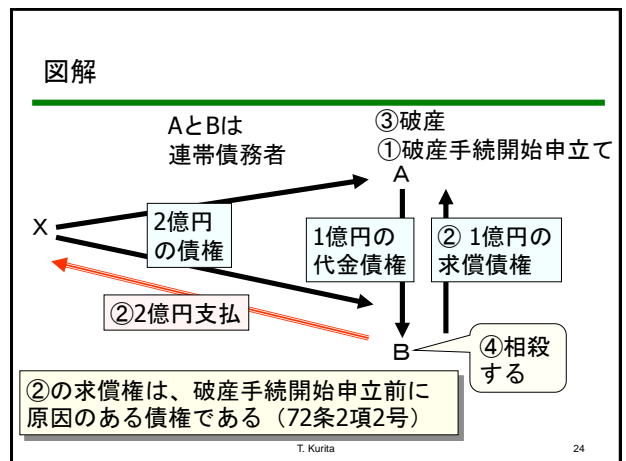 図解
AとBは
連帯債務者
③破産
①破産手続開始申立て
A
X
2億円
の債権
1億円の
代金債権
② 1億円の
求償債権
②2億円支払
B
④相殺
する
②の求償権は、破産手続開始申立前に
原因のある債権である（72条2項2号）
T. Kurita
24